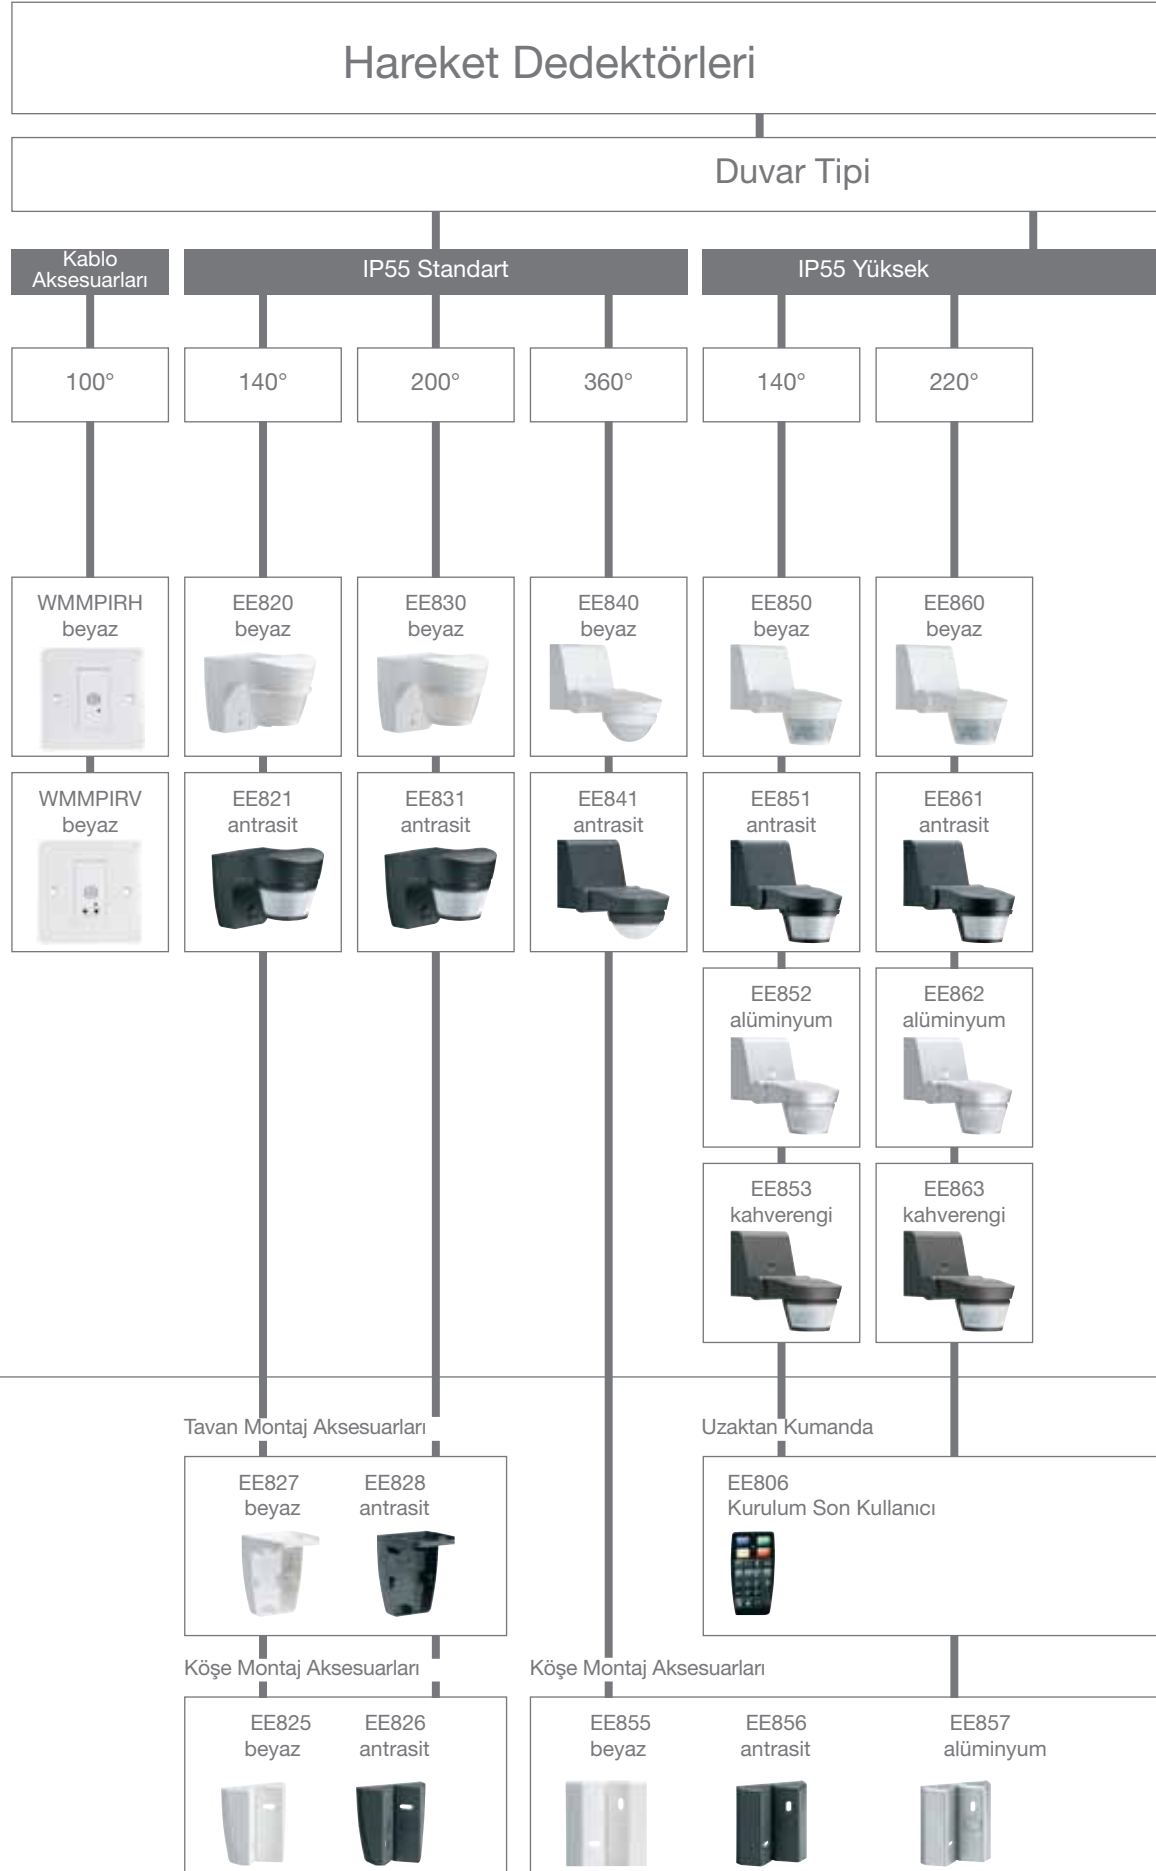 Hareket Dedektörleri
Duvar Tipi
Kablo
Aksesuarları
IP55 Standart
IP55 Yüksek
100°
140°
200°
360°
140°
220°
WMMPIRH
beyaz
EE820
beyaz
EE830
beyaz
EE840
beyaz
EE850
beyaz
EE860
beyaz
WMMPIRV
beyaz
EE821
antrasit
EE831
antrasit
EE841
antrasit
EE851
antrasit
EE861
antrasit
EE852
alüminyum
EE862
alüminyum
EE853
kahverengi
EE863
kahverengi
Tavan Montaj Aksesuarları
Uzaktan Kumanda
EE827
beyaz
EE828
antrasit
EE806
Kurulum Son Kullanıcı
Köşe Montaj Aksesuarları
Köşe Montaj Aksesuarları
EE825
beyaz
EE826
antrasit
EE855
beyaz
EE856
antrasit
EE857
alüminyum